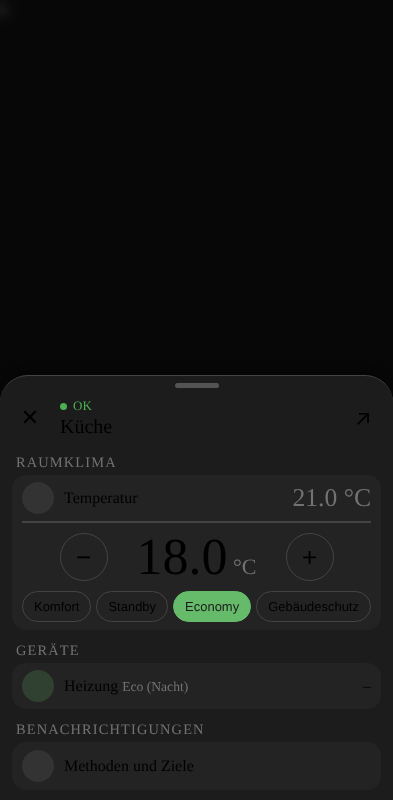 OK
Küche
RAUMKLIMA
Temperatur 21.0 °C
− 18.0 °C +
Komfort Standby Economy Gebäudeschutz
GERÄTE
Heizung Eco (Nacht) –
BENACHRICHTIGUNGEN
Methoden und Ziele